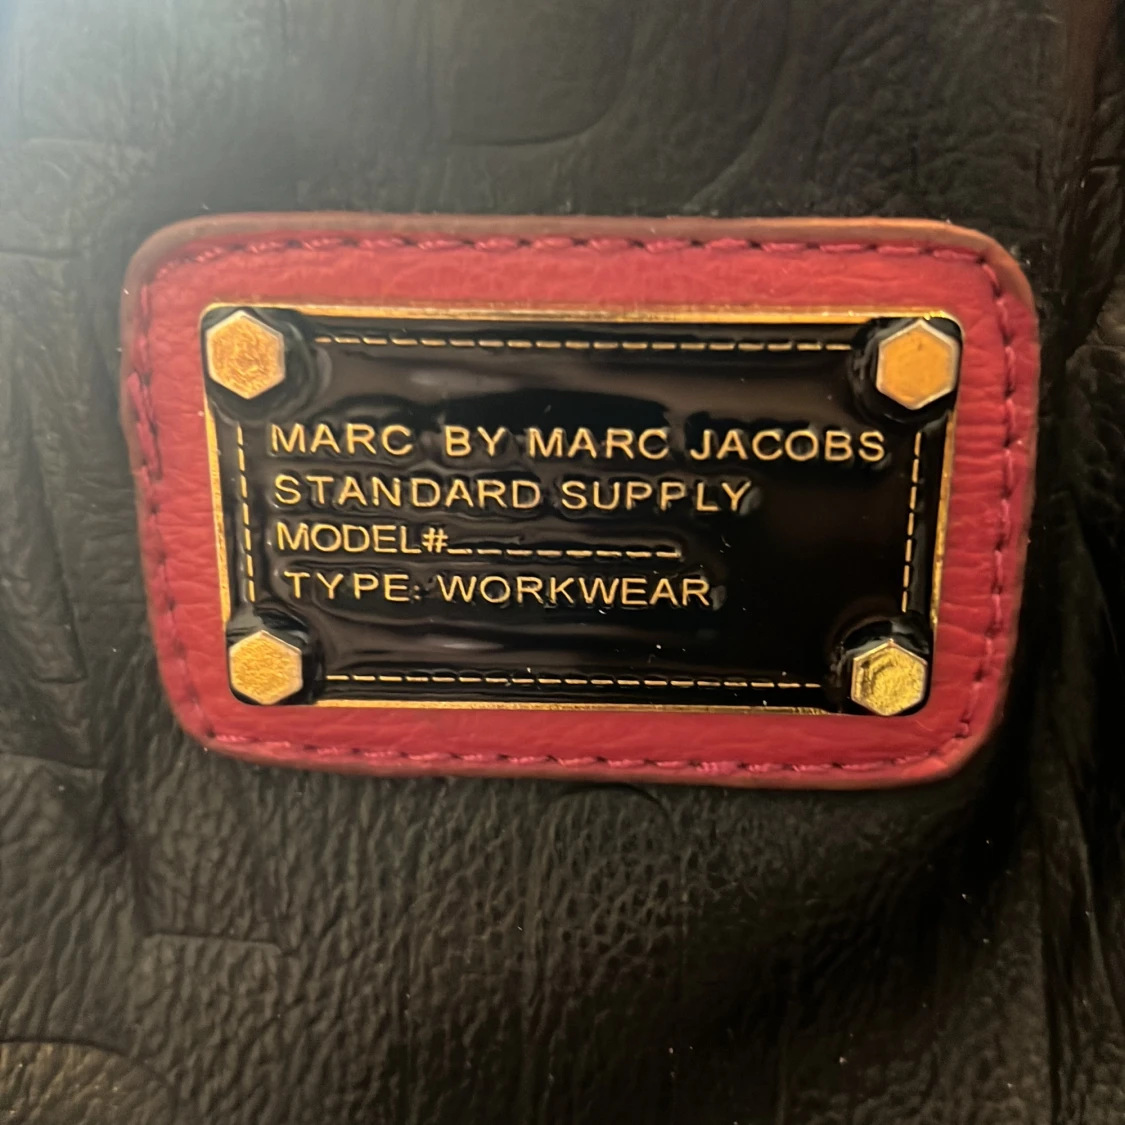 MARC BY MARC JACOBS
STANDARD SUPPLY
MODEL#_________
TYPE: WORKWEAR